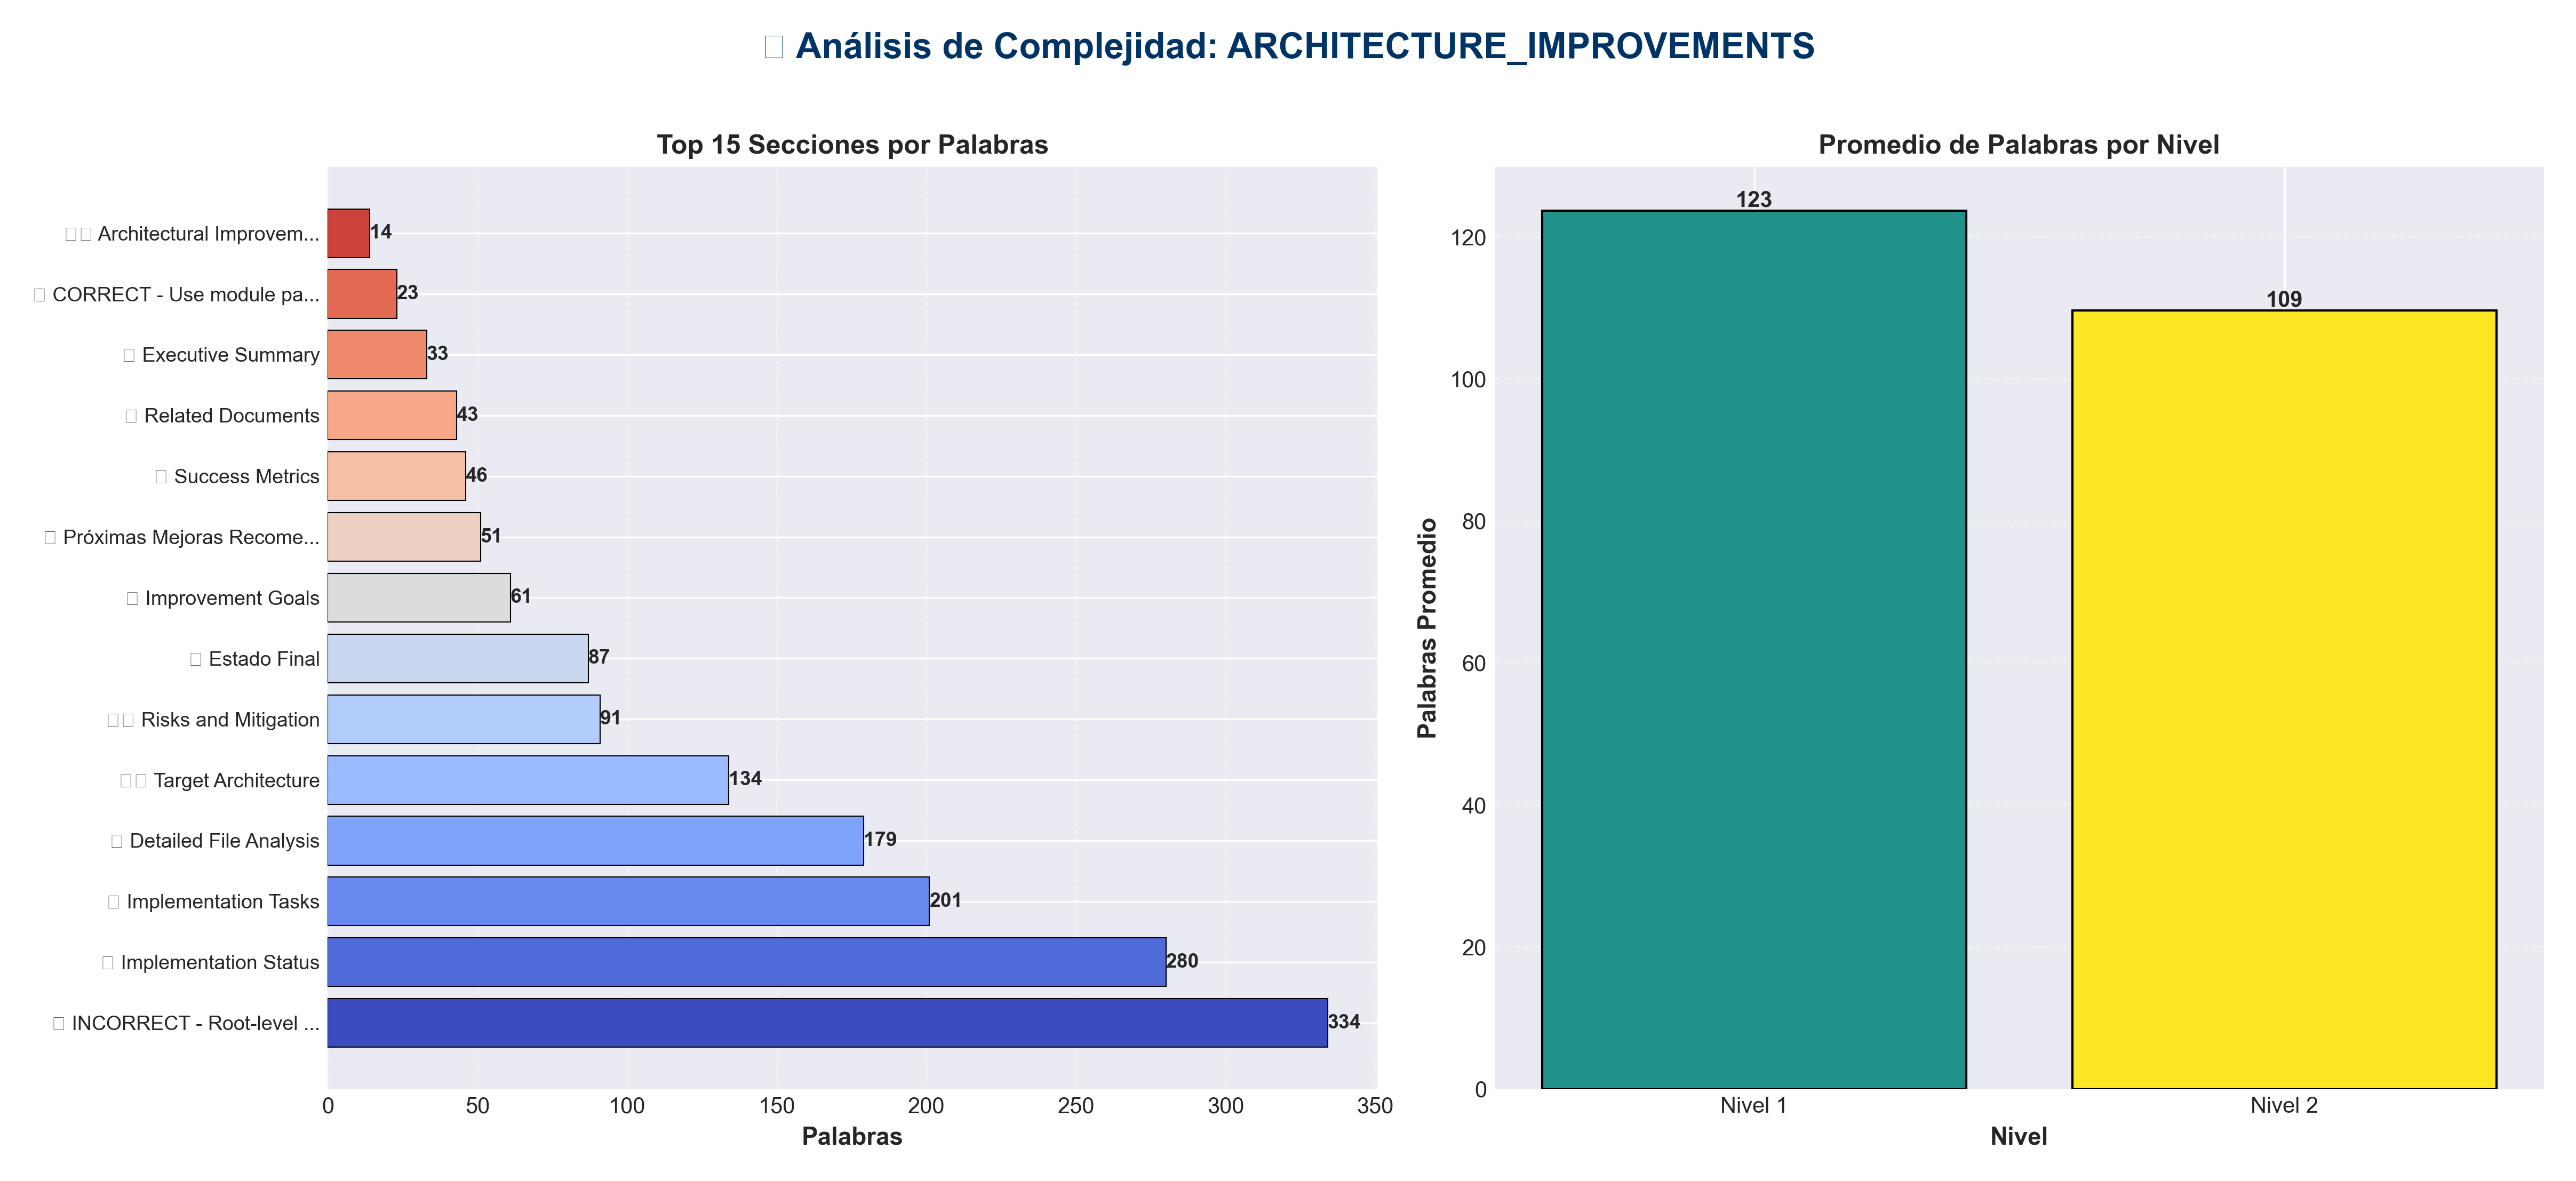 Análisis de Complejidad: ARCHITECTURE_IMPROVEMENTS
Top 15 Secciones por Palabras
Architectural Improvem... 14
CORRECT - Use module pa... 23
Executive Summary 33
Related Documents 43
Success Metrics 46
Próximas Mejoras Recome... 51
Improvement Goals 61
Estado Final 87
Risks and Mitigation 91
Target Architecture 134
Detailed File Analysis 179
Implementation Tasks 201
Implementation Status 280
INCORRECT - Root-level ... 334
0 50 100 150 200 250 300 350
Palabras
Promedio de Palabras por Nivel
Palabras Promedio
120
100
80
60
40
20
0
123
109
Nivel 1 Nivel 2
Nivel